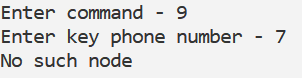 Enter command - 9
Enter key phone number - 7
No such node